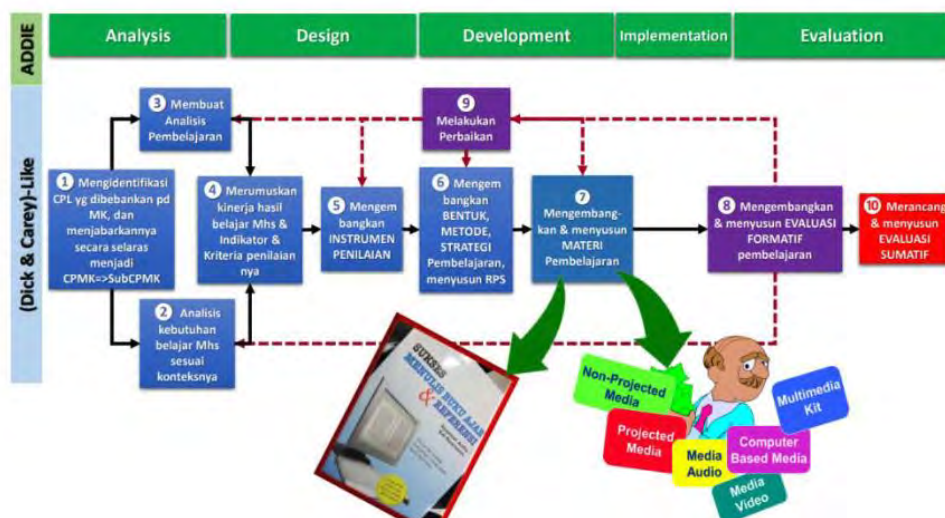 ADDIE
Analysis
Design
Development
Implementation
Evaluation
(Dick & Carey)-Like
1 Mengidentifikasi
CPL yg dibebankan pd
MK, dan
menjabarkannya
secara selaras
menjadi
CPMK=>SubCPMK
2 Analisis
kebutuhan
belajar Mhs
sesuai
konteksnya
3 Membuat
Analisis
Pembelajaran
4 Merumuskan
kinerja hasil
belajar Mhs &
Indikator &
Kriteria penilaian
nya
5 Mengem
bangkan
INSTRUMEN
PENILAIAN
9
Melakukan
Perbaikan
6 Mengem
bangkan
BENTUK,
METODE,
STRATEGI
Pembelajaran,
menyusun RPS
7
Mengembang-
kan & menyusun
MATERI
Pembelajaran
8 Mengembangkan
& menyusun EVALUASI
FORMATIF
pembelajaran
10 Merancang
& menyusun
EVALUASI
SUMATIF
SUKSES
MENULIS BUKU AJAR
& REFERENSI
Non-Projected
Media
Projected
Media
Media
Audio
Computer
Based Media
Media
Video
Multimedia
Kit